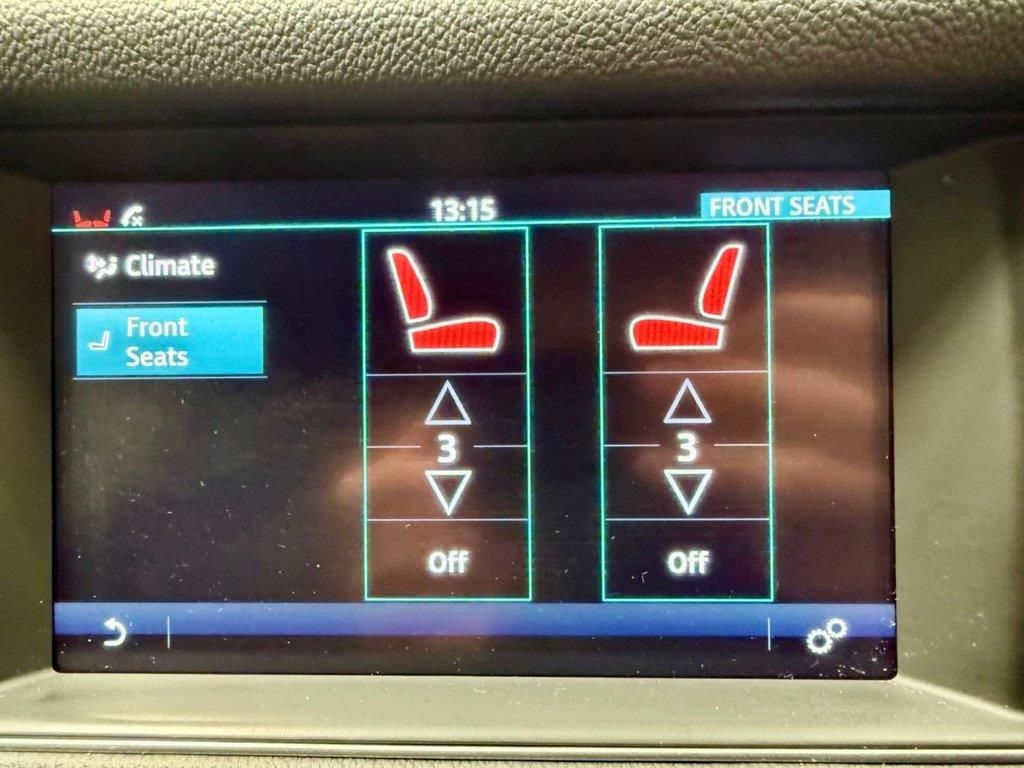 13:15
FRONT SEATS
Climate
Front
Seats
3
3
Off
Off